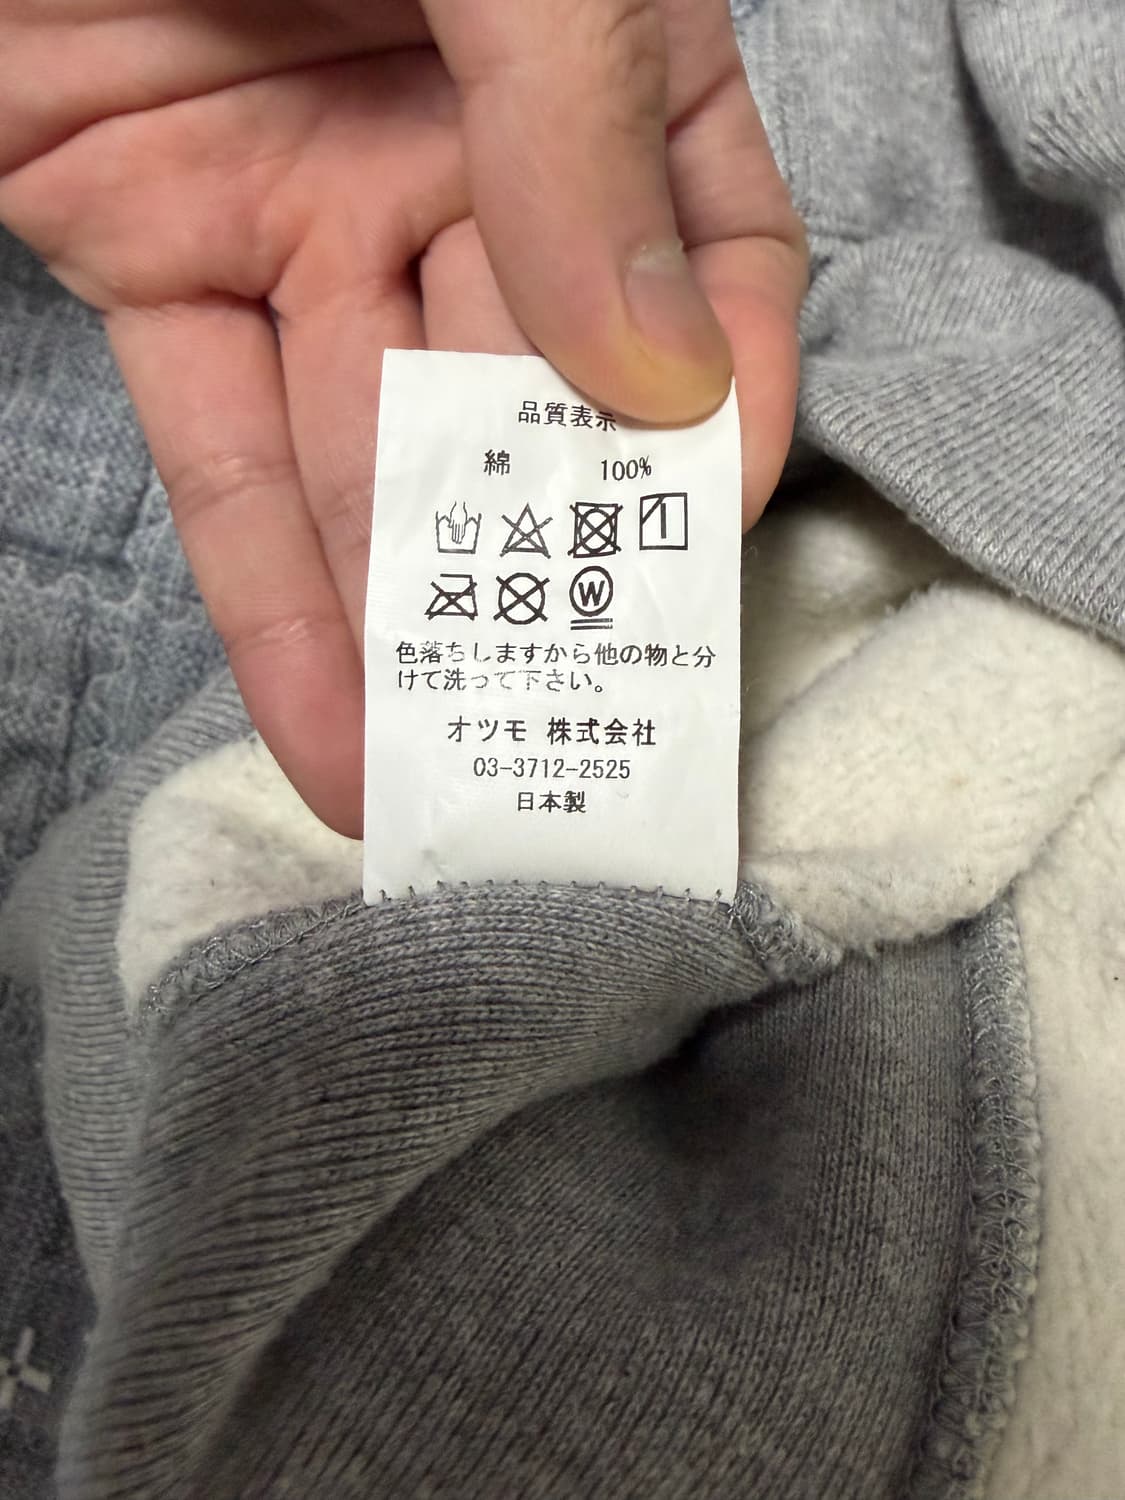 品質表示
綿 100%
W
色落ちしますから他の物と分
けて洗って下さい。
オツモ 株式会社
03-3712-2525
日本製